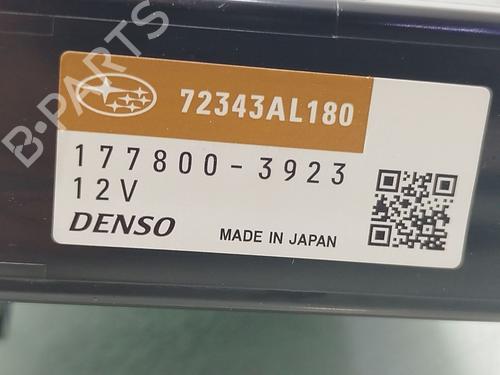 B-PARTS
72343AL180
177800-3923
12V
DENSO
MADE IN JAPAN